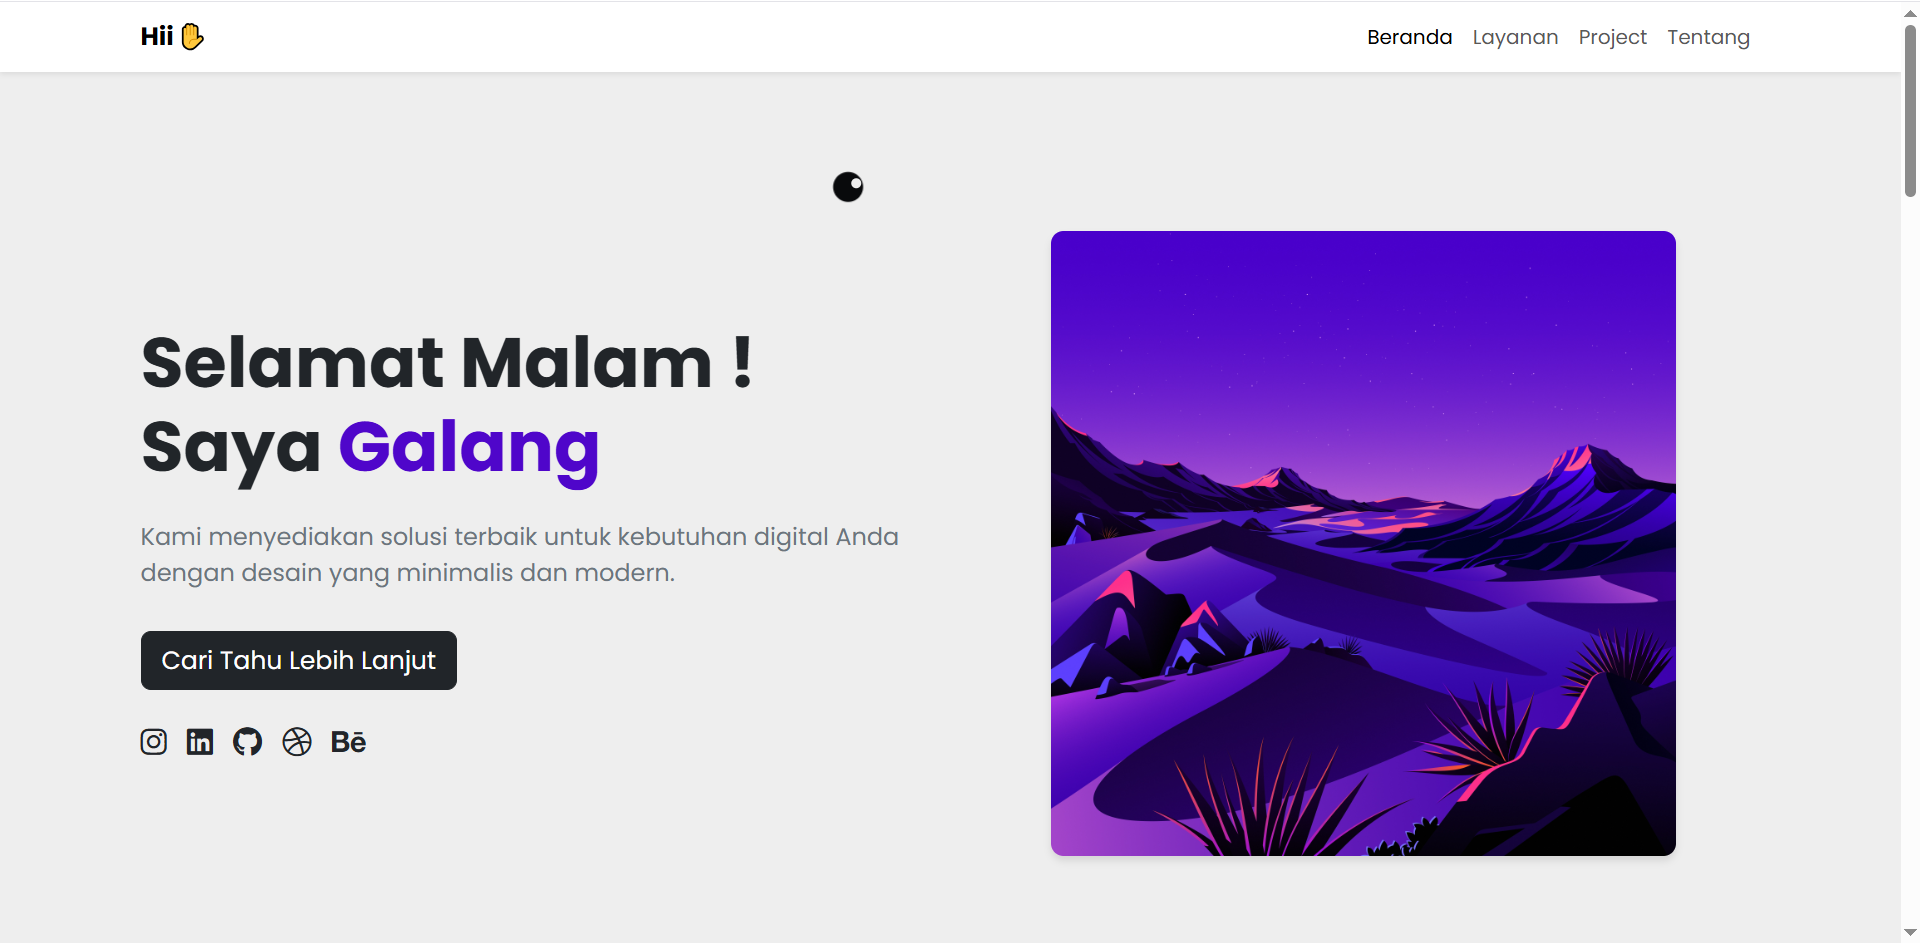 Hii ✋
Beranda Layanan Project Tentang
Selamat Malam !
Saya Galang
Kami menyediakan solusi terbaik untuk kebutuhan digital Anda
dengan desain yang minimalis dan modern.
Cari Tahu Lebih Lanjut
in
Bē